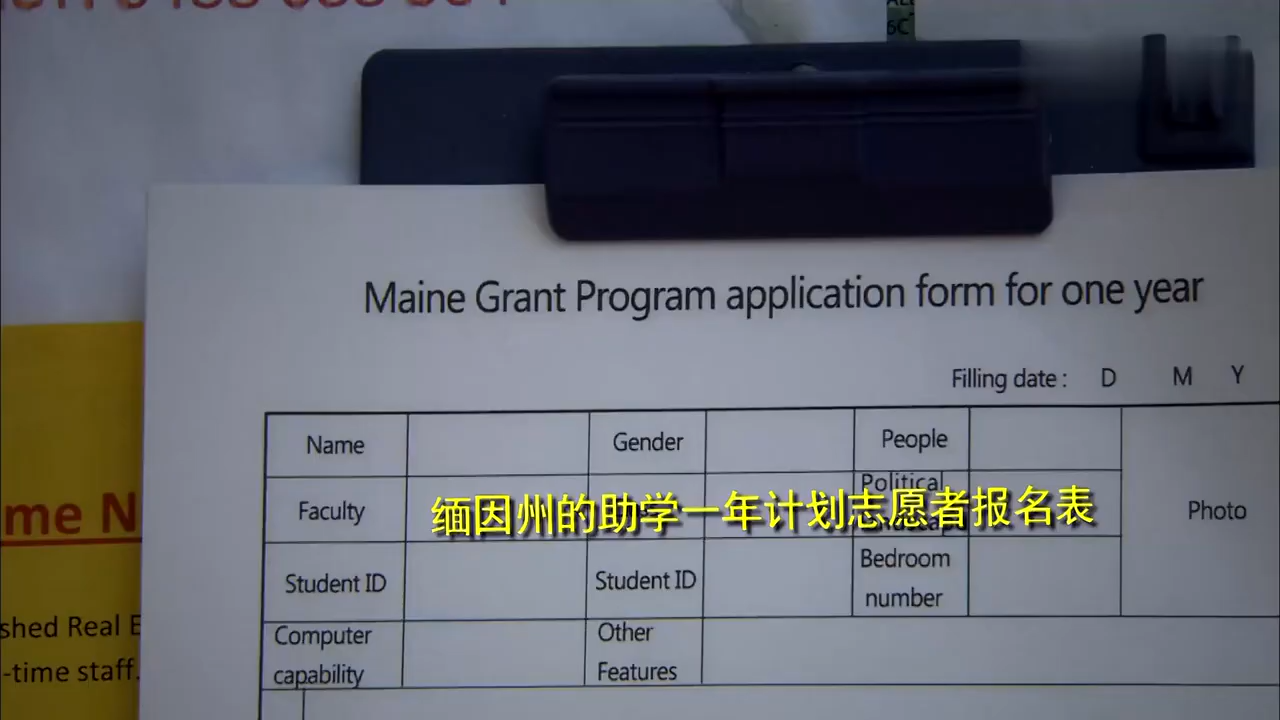 6C
Maine Grant Program application form for one year
Filling date : D M Y
Name Gender People
Political
Faculty Photo
缅因州的助学一年计划志愿者报名表
Student ID Student ID Bedroom number
Computer capability Other Features
me N
shed Real E
-time staff.